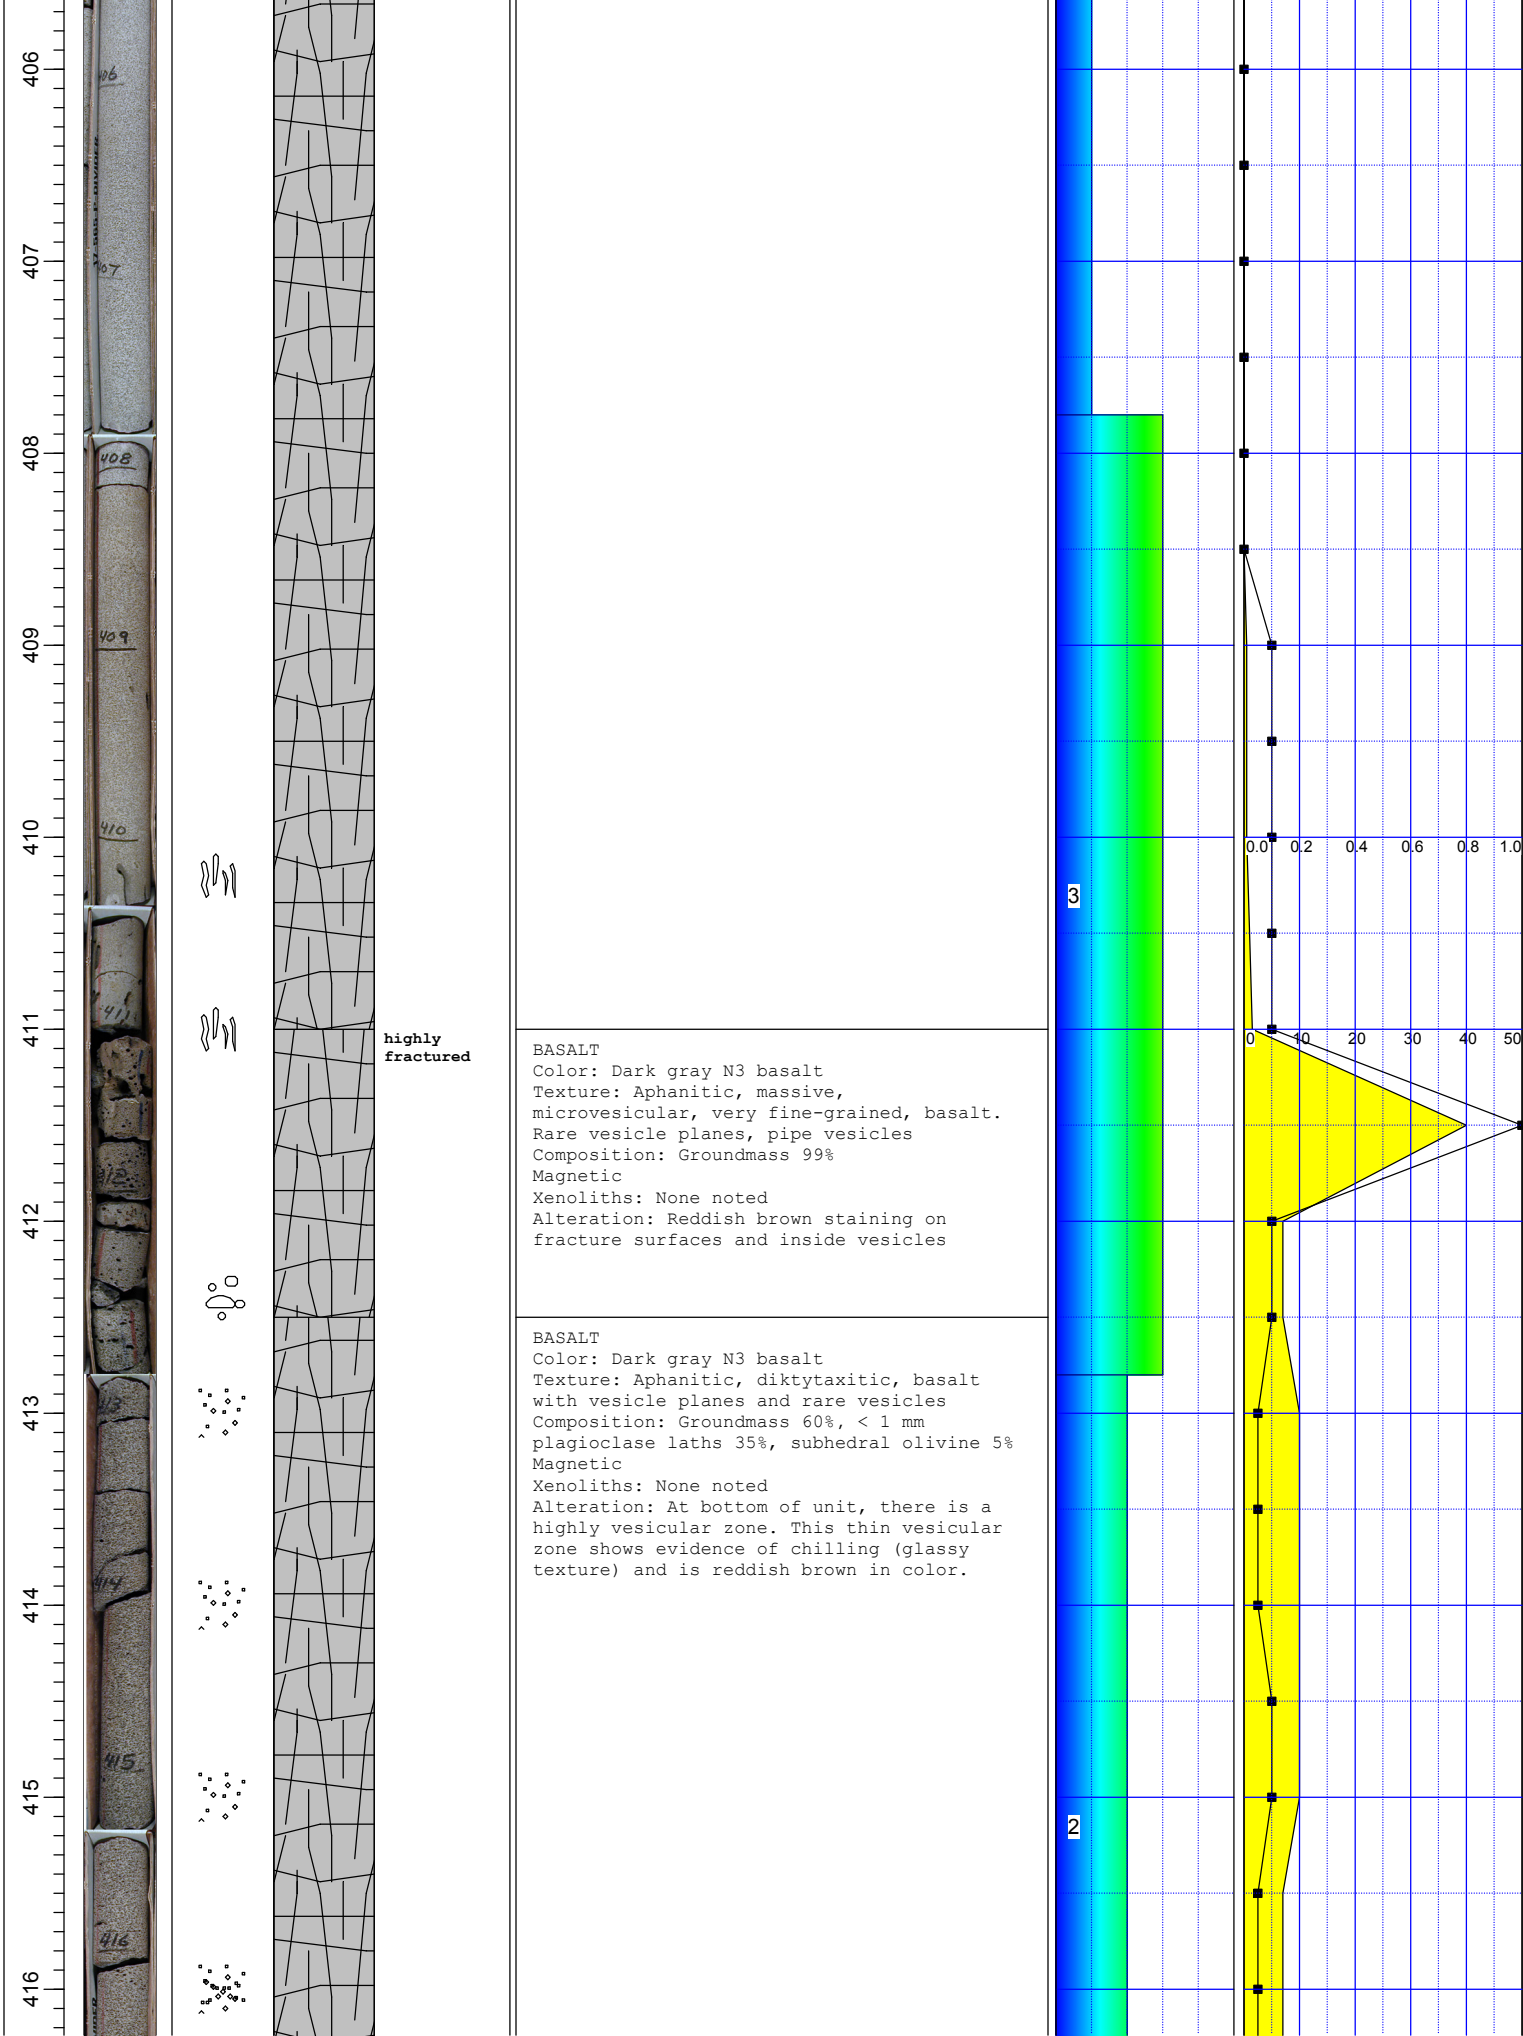 406
407
408
409
410
411
412
413
414
415
416
06
07
408
409
410
411
312
413
414
415
416
highly
fractured
BASALT
Color: Dark gray N3 basalt
Texture: Aphanitic, massive,
microvesicular, very fine-grained, basalt.
Rare vesicle planes, pipe vesicles
Composition: Groundmass 99%
Magnetic
Xenoliths: None noted
Alteration: Reddish brown staining on
fracture surfaces and inside vesicles
BASALT
Color: Dark gray N3 basalt
Texture: Aphanitic, diktytaxitic, basalt
with vesicle planes and rare vesicles
Composition: Groundmass 60%, < 1 mm
plagioclase laths 35%, subhedral olivine 5%
Magnetic
Xenoliths: None noted
Alteration: At bottom of unit, there is a
highly vesicular zone. This thin vesicular
zone shows evidence of chilling (glassy
texture) and is reddish brown in color.
3
2
0.0 0.2 0.4 0.6 0.8 1.0
0 10 20 30 40 50